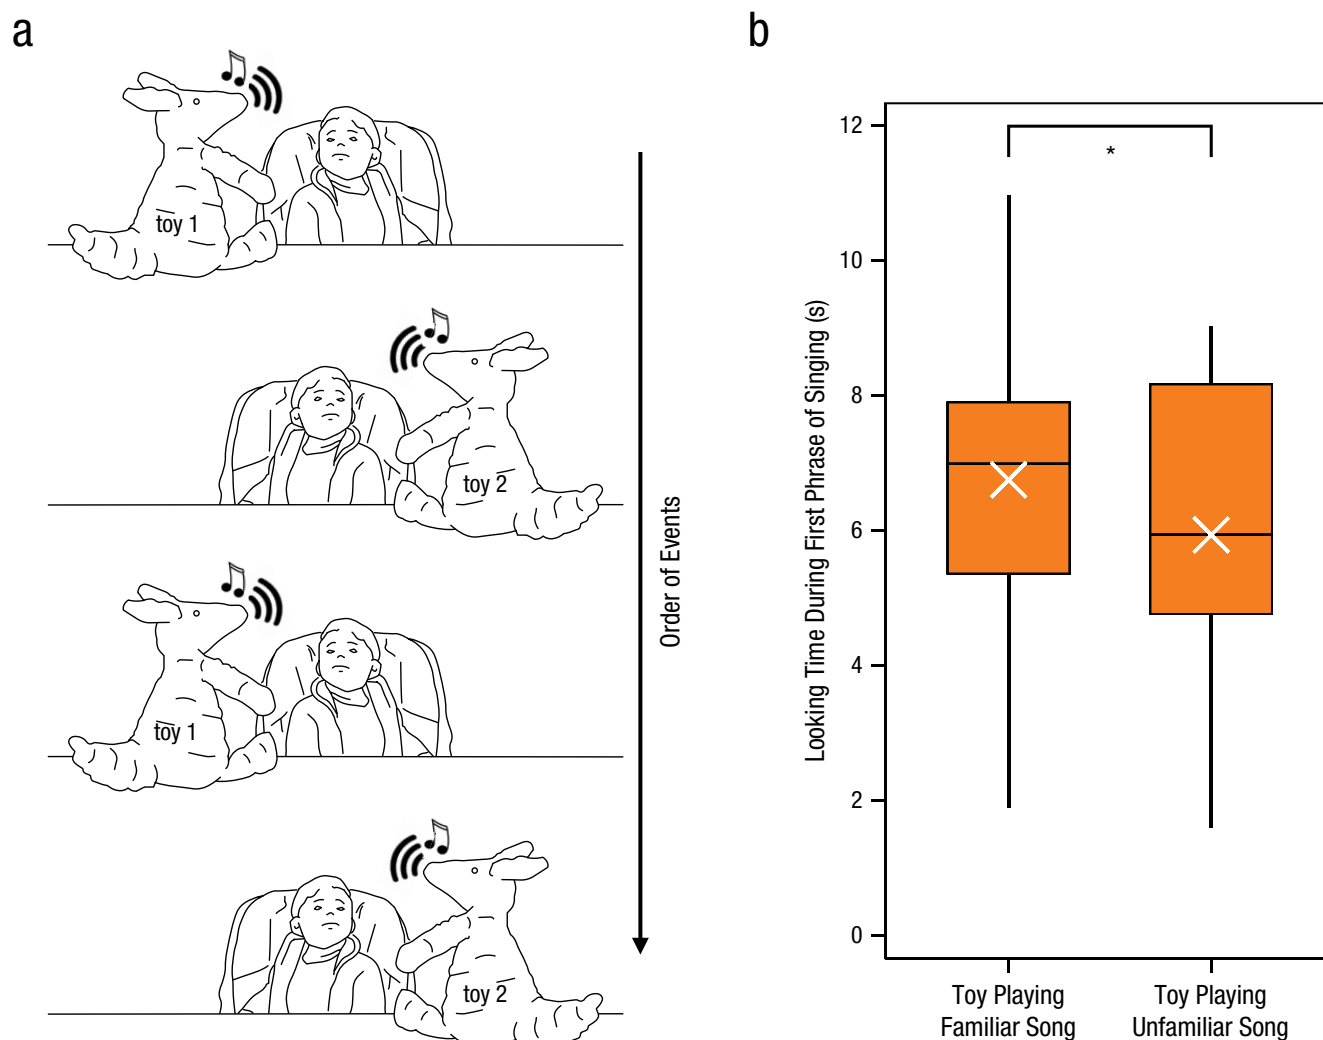 a
toy 1
toy 2
toy 1
toy 2
Order of Events
b
Looking Time During First Phrase of Singing (s)
12
10
8
6
4
2
0
*
Toy Playing
Familiar Song
Toy Playing
Unfamiliar Song